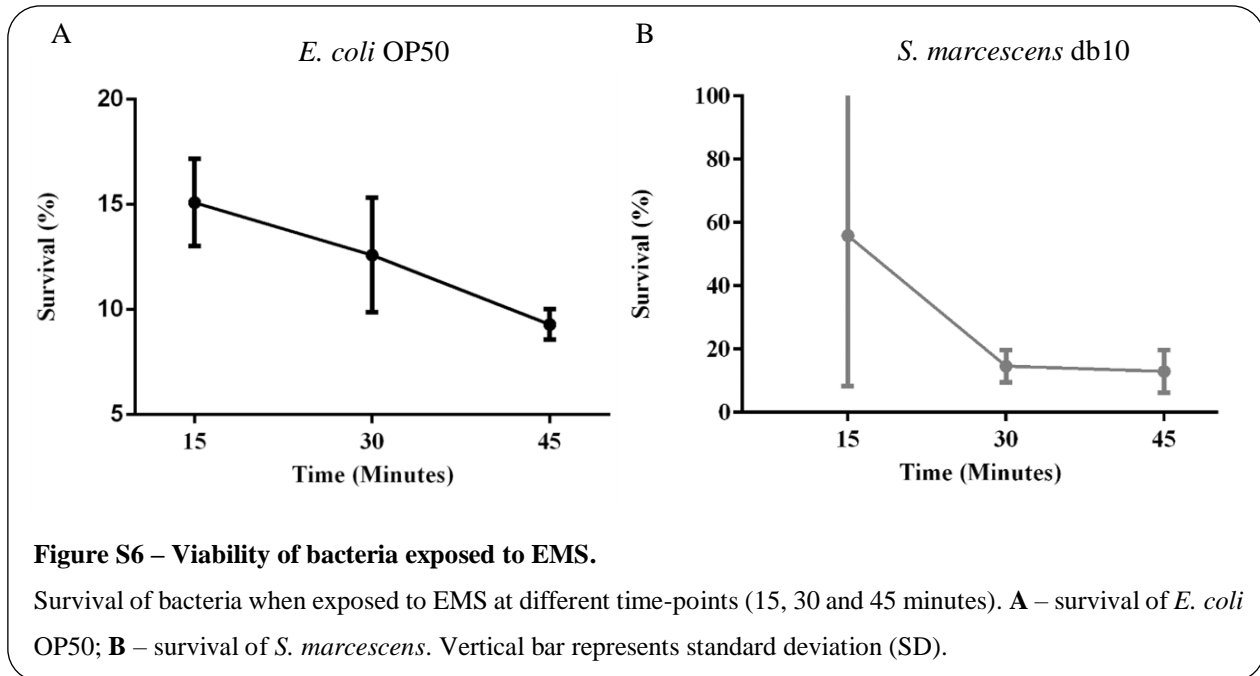 A
E. coli OP50
20
15
10
5
Survival (%)
15 30 45
Time (Minutes)
B
S. marcescens db10
100
80
60
40
20
0
Survival (%)
15 30 45
Time (Minutes)
Figure S6 – Viability of bacteria exposed to EMS.
Survival of bacteria when exposed to EMS at different time-points (15, 30 and 45 minutes). A – survival of E. coli
OP50; B – survival of S. marcescens. Vertical bar represents standard deviation (SD).